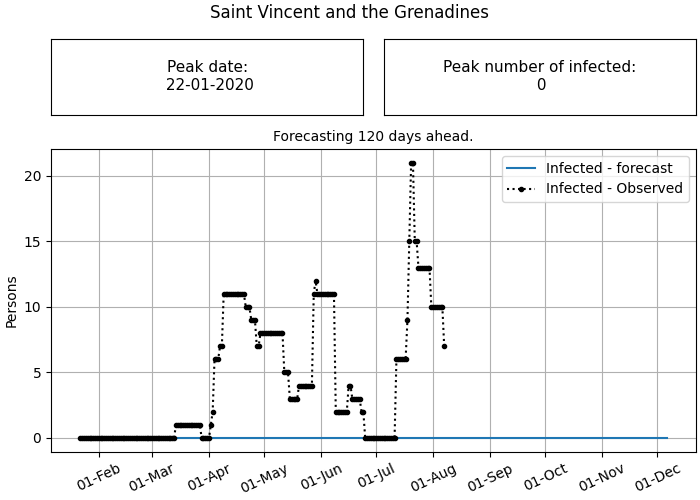 Saint Vincent and the Grenadines
Peak date:
22-01-2020
Peak number of infected:
0
Forecasting 120 days ahead.
Infected - forecast
Infected - Observed
Persons
20
15
10
5
0
01-Feb
01-Mar
01-Apr
01-May
01-Jun
01-Jul
01-Aug
01-Sep
01-Oct
01-Nov
01-Dec